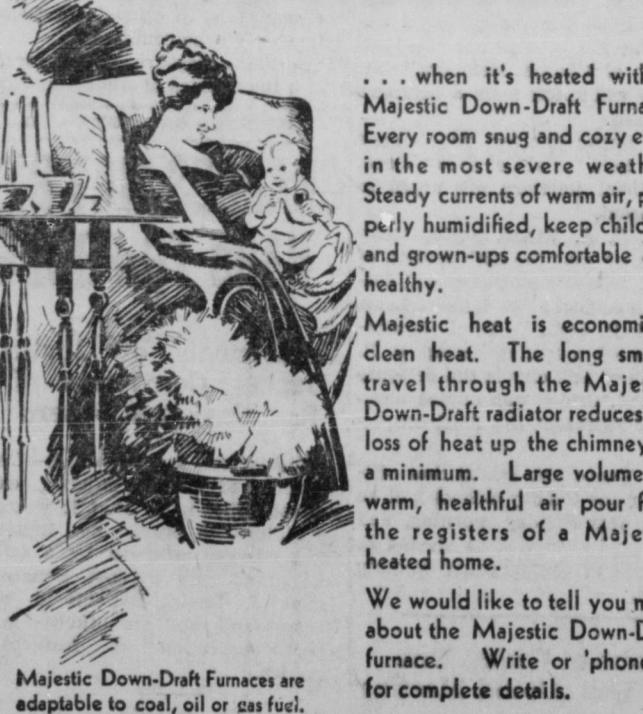 . . . when it's heated with
Majestic Down-Draft Furna
Every room snug and cozy e
in the most severe weath
Steady currents of warm air, p
perly humidified, keep child
and grown-ups comfortable
healthy.
Majestic heat is economi
clean heat. The long sm
travel through the Maje
Down-Draft radiator reduces
loss of heat up the chimney
a minimum. Large volume
warm, healthful air pour f
the registers of a Maje
heated home.
We would like to tell you m
about the Majestic Down-D
furnace. Write or 'phone
for complete details.
Majestic Down-Draft Furnaces are
adaptable to coal, oil or gas fuel.